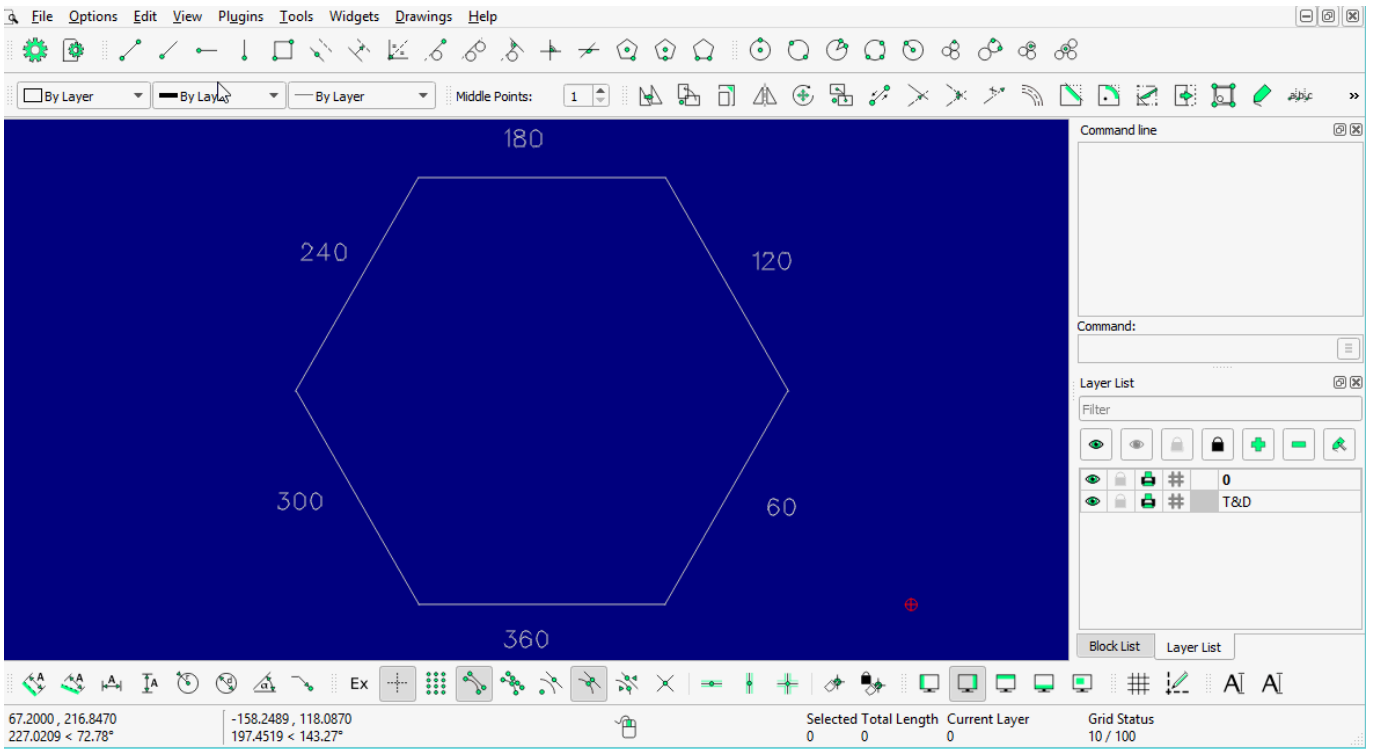 File Options Edit View Plugins Tools Widgets Drawings Help
By Layer By Layer By Layer Middle Points: 1 »
180
240
120
300
60
360
Command line
Command:
Layer List
Filter
0
T&D
Block List Layer List
Ex
67.2000 , 216.8470 -158.2489 , 118.0870 Selected Total Length Current Layer Grid Status
227.0209 < 72.78° 197.4519 < 143.27° 0 0 0 10 / 100